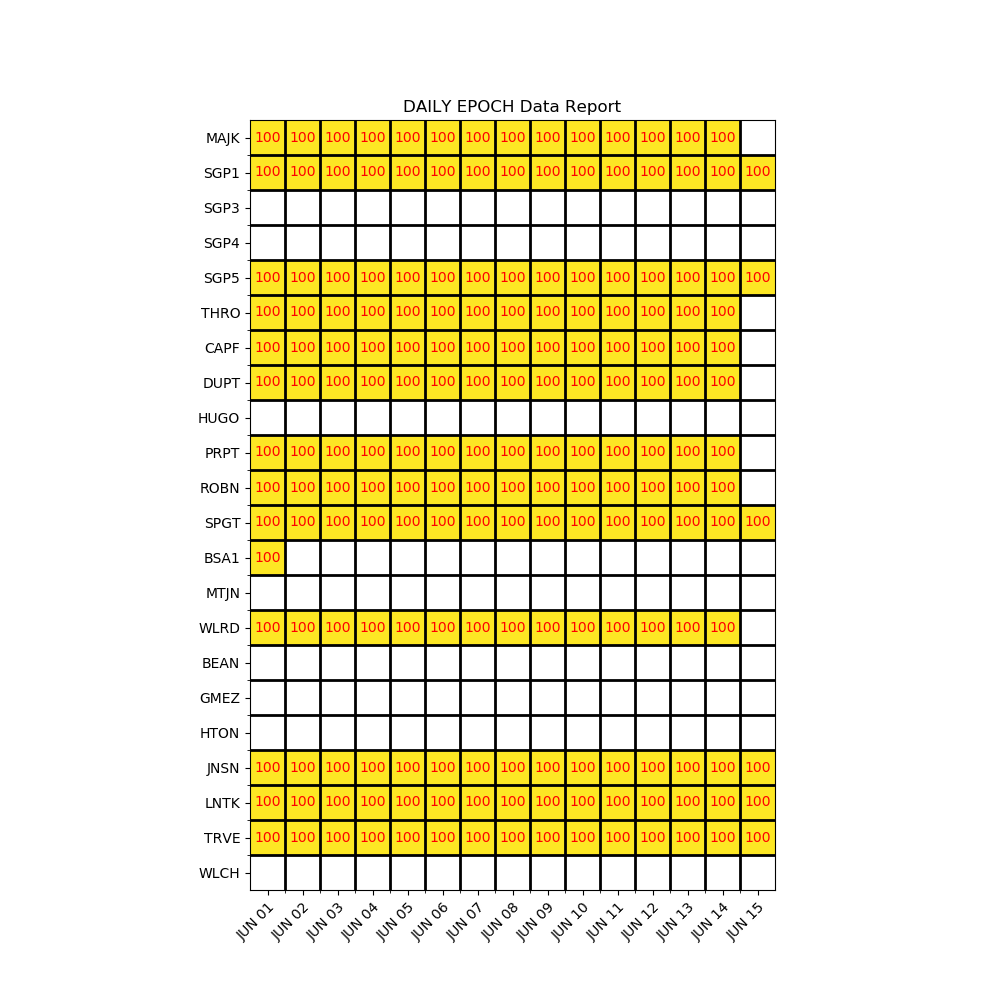 DAILY EPOCH Data Report
MAJK 100 100 100 100 100 100 100 100 100 100 100 100 100 100
SGP1 100 100 100 100 100 100 100 100 100 100 100 100 100 100 100
SGP3
SGP4
SGP5 100 100 100 100 100 100 100 100 100 100 100 100 100 100 100
THRO 100 100 100 100 100 100 100 100 100 100 100 100 100 100
CAPF 100 100 100 100 100 100 100 100 100 100 100 100 100 100
DUPT 100 100 100 100 100 100 100 100 100 100 100 100 100 100
HUGO
PRPT 100 100 100 100 100 100 100 100 100 100 100 100 100 100
ROBN 100 100 100 100 100 100 100 100 100 100 100 100 100 100
SPGT 100 100 100 100 100 100 100 100 100 100 100 100 100 100 100
BSA1 100
MTJN
WLRD 100 100 100 100 100 100 100 100 100 100 100 100 100 100
BEAN
GMEZ
HTON
JNSN 100 100 100 100 100 100 100 100 100 100 100 100 100 100 100
LNTK 100 100 100 100 100 100 100 100 100 100 100 100 100 100 100
TRVE 100 100 100 100 100 100 100 100 100 100 100 100 100 100 100
WLCH
JUN 01 JUN 02 JUN 03 JUN 04 JUN 05 JUN 06 JUN 07 JUN 08 JUN 09 JUN 10 JUN 11 JUN 12 JUN 13 JUN 14 JUN 15